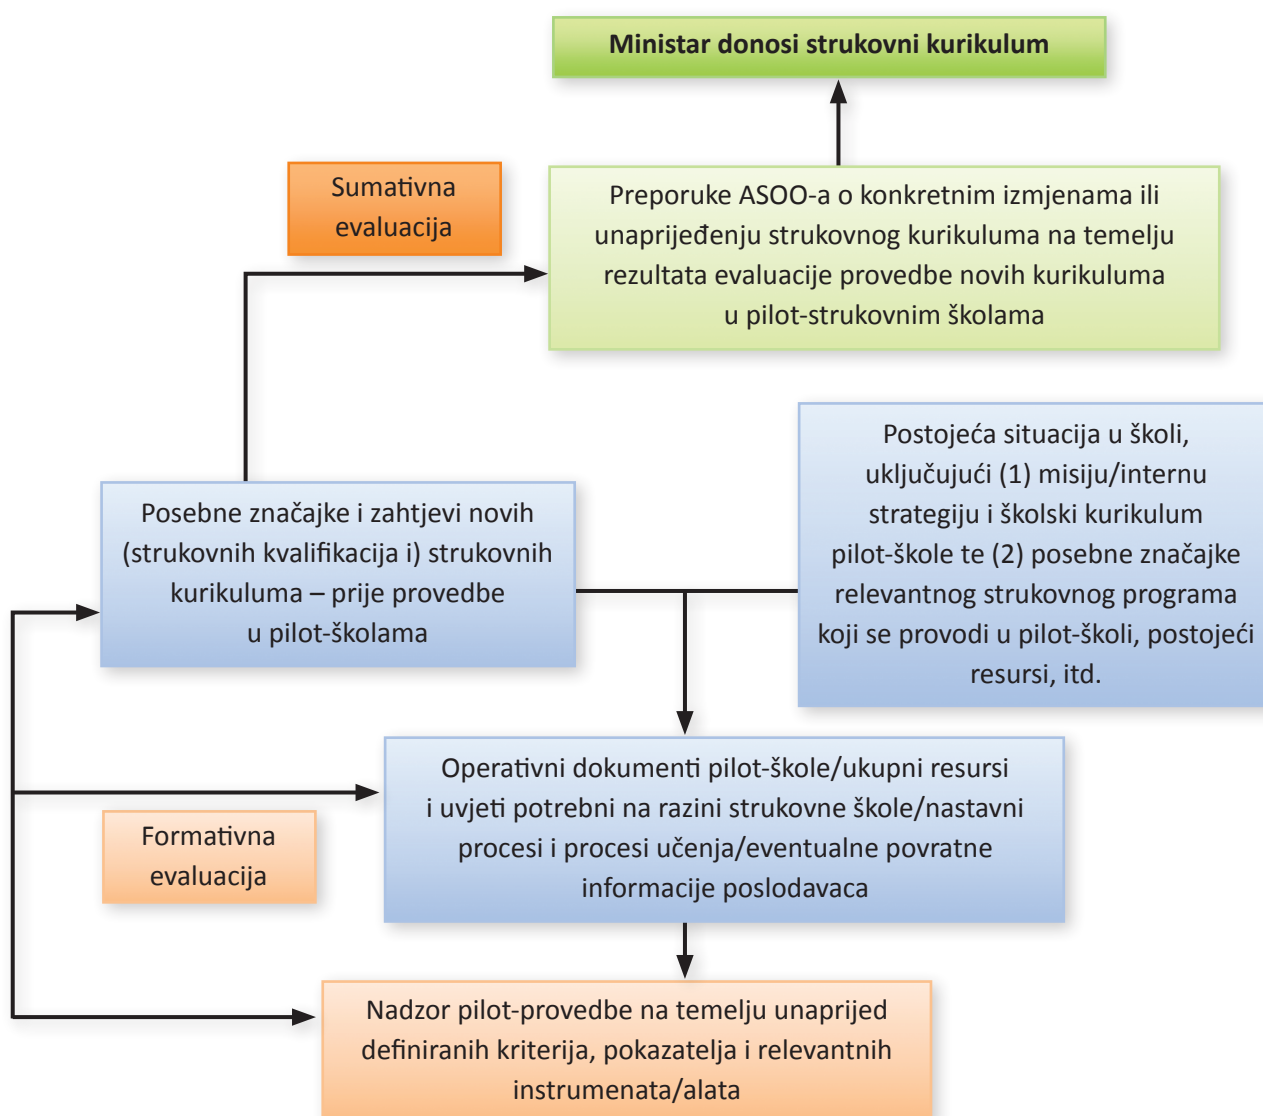 Ministar donosi strukovni kurikulum
Sumativna
evaluacija
Preporuke ASOO-a o konkretnim izmjenama ili
unaprijeđenju strukovnog kurikuluma na temelju
rezultata evaluacije provedbe novih kurikuluma
u pilot-strukovnim školama
Postojeća situacija u školi,
uključujući (1) misiju/internu
strategiju i školski kurikulum
pilot-škole te (2) posebne značajke
relevantnog strukovnog programa
koji se provodi u pilot-školi, postojeći
resursi, itd.
Posebne značajke i zahtjevi novih
(strukovnih kvalifikacija i) strukovnih
kurikuluma – prije provedbe
u pilot-školama
Operativni dokumenti pilot-škole/ukupni resursi
i uvjeti potrebni na razini strukovne škole/nastavni
procesi i procesi učenja/eventualne povratne
informacije poslodavaca
Formativna
evaluacija
Nadzor pilot-provedbe na temelju unaprijed
definiranih kriterija, pokazatelja i relevantnih
instrumenata/alata